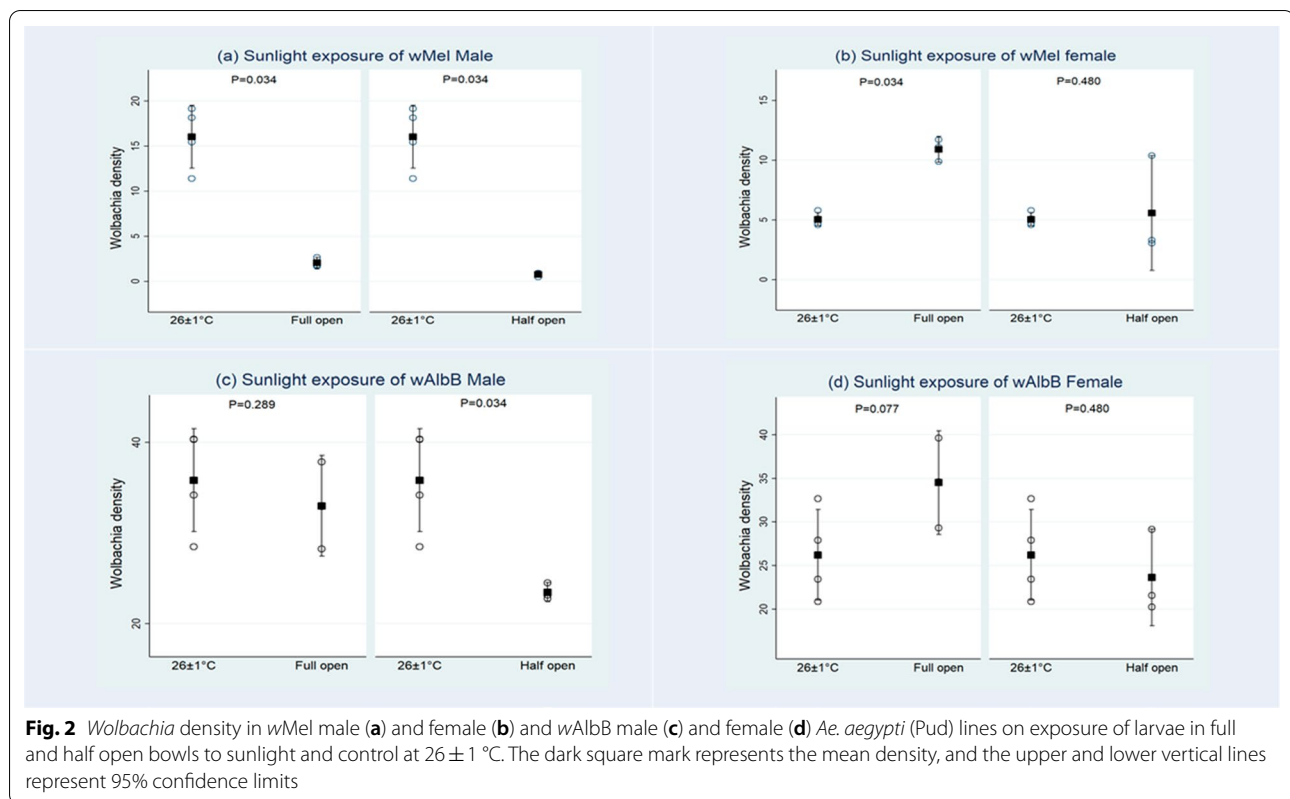 (a) Sunlight exposure of wMel Male
P=0.034
P=0.034
Wolbachia density
20
15
10
5
0
26±1°C
Full open
26±1°C
Half open
(b) Sunlight exposure of wMel female
P=0.034
P=0.480
Wolbachia density
15
10
5
0
26±1°C
Full open
26±1°C
Half open
(c) Sunlight exposure of wAlbB Male
P=0.289
P=0.034
Wolbachia density
40
20
26±1°C
Full open
26±1°C
Half open
(d) Sunlight exposure of wAlbB Female
P=0.077
P=0.480
Wolbachia density
40
35
30
25
20
26±1°C
Full open
26±1°C
Half open
Fig. 2 Wolbachia density in wMel male (a) and female (b) and wAlbB male (c) and female (d) Ae. aegypti (Pud) lines on exposure of larvae in full
and half open bowls to sunlight and control at 26 ± 1 °C. The dark square mark represents the mean density, and the upper and lower vertical lines
represent 95% confidence limits